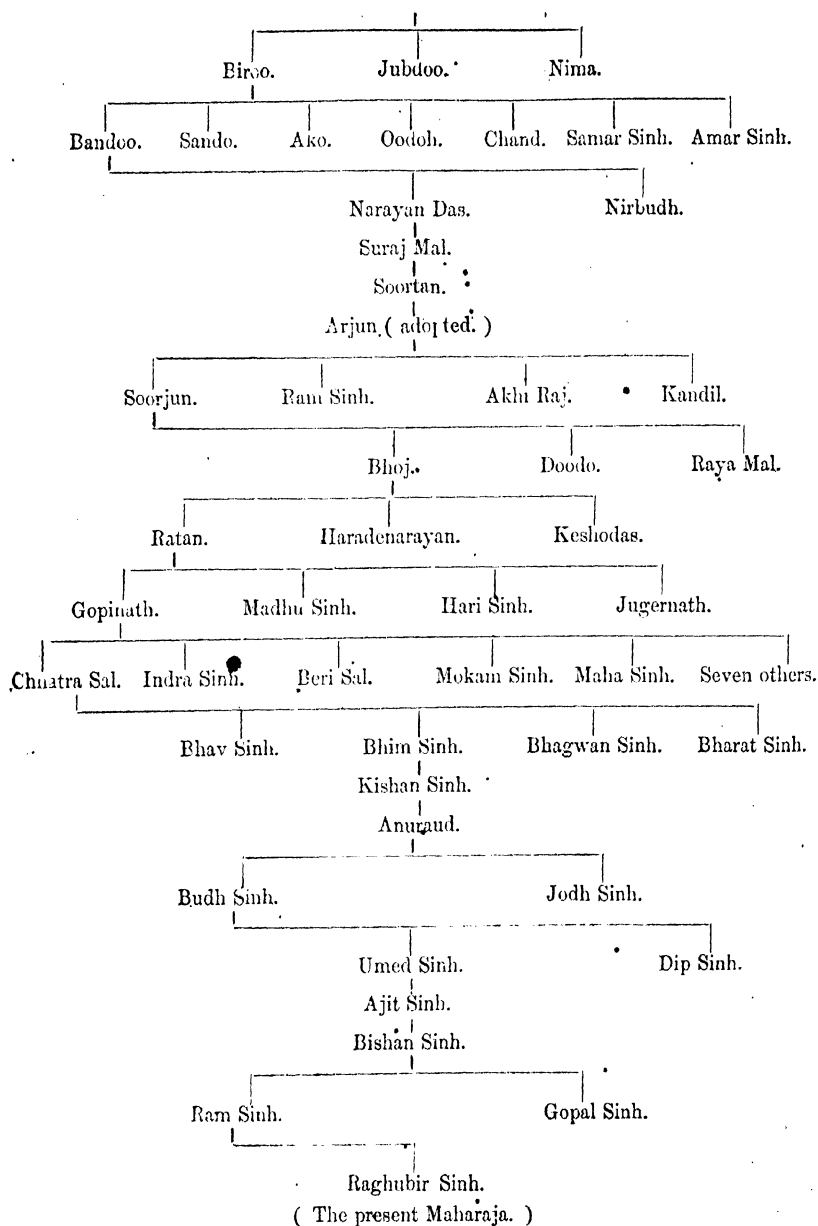 Biroo. Jubdoo. Nima.
Bandoo. Sando. Ako. Oodoh. Chand. Samar Sinh. Amar Sinh.
Narayan Das. Nirbudh.
Suraj Mal.
Soortan.
Arjun ( adopted. )
Soorjun. Ram Sinh. Akhi Raj. Kandil.
Bhoj. Doodo. Raya Mal.
Ratan. Haradenarayan. Keshodas.
Gopinath. Madhu Sinh. Hari Sinh. Jugernath.
Chhatra Sal. Indra Sinh. Beri Sal. Mokam Sinh. Maha Sinh. Seven others.
Bhav Sinh. Bhim Sinh. Bhagwan Sinh. Bharat Sinh.
Kishan Sinh.
Anuraud.
Budh Sinh. Jodh Sinh.
Umed Sinh. Dip Sinh.
Ajit Sinh.
Bishan Sinh.
Ram Sinh. Gopal Sinh.
Raghubir Sinh.
( The present Maharaja. )